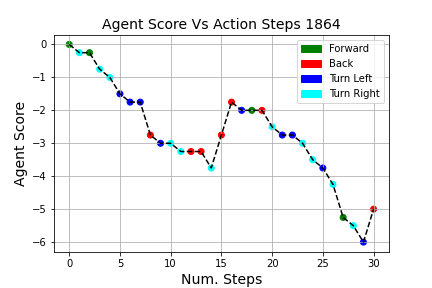 Agent Score Vs Action Steps 1864
Forward
Back
Turn Left
Turn Right
Agent Score
0
−1
−2
−3
−4
−5
−6
0 5 10 15 20 25 30
Num. Steps